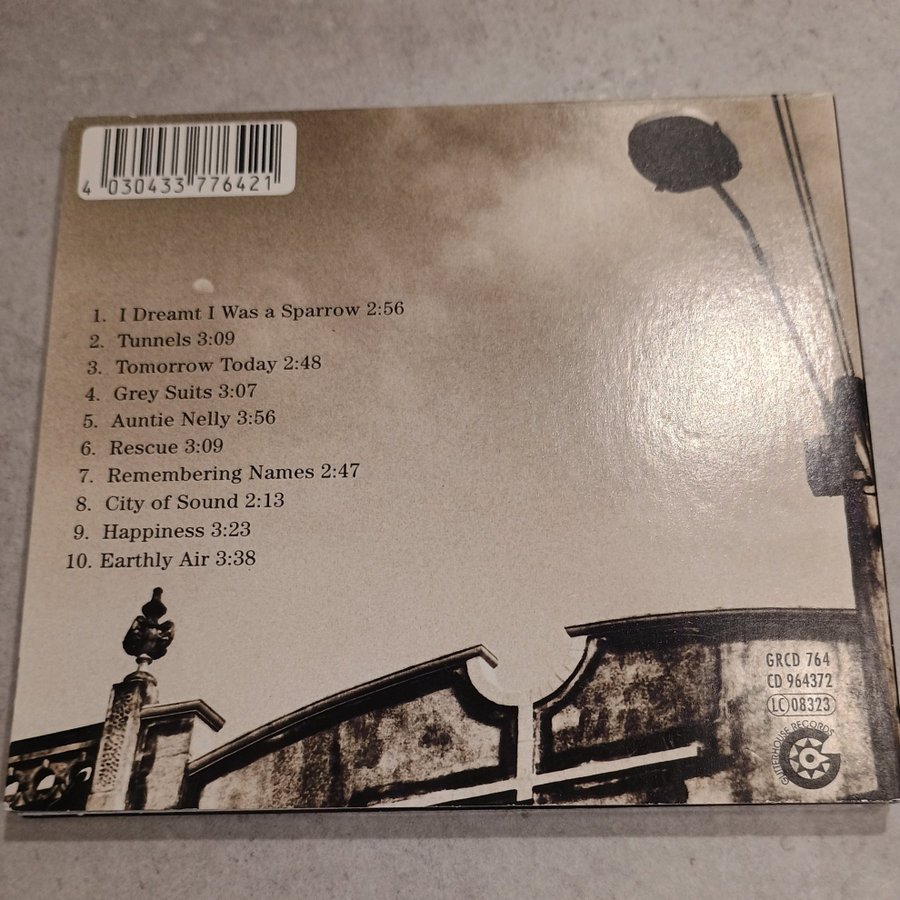 4 030433 776421
1. I Dreamt I Was a Sparrow 2:56
2. Tunnels 3:09
3. Tomorrow Today 2:48
4. Grey Suits 3:07
5. Auntie Nelly 3:56
6. Rescue 3:09
7. Remembering Names 2:47
8. City of Sound 2:13
9. Happiness 3:23
10. Earthly Air 3:38
GRCD 764
CD 964372
LC 08323
GLITTERHOUSE RECORDS